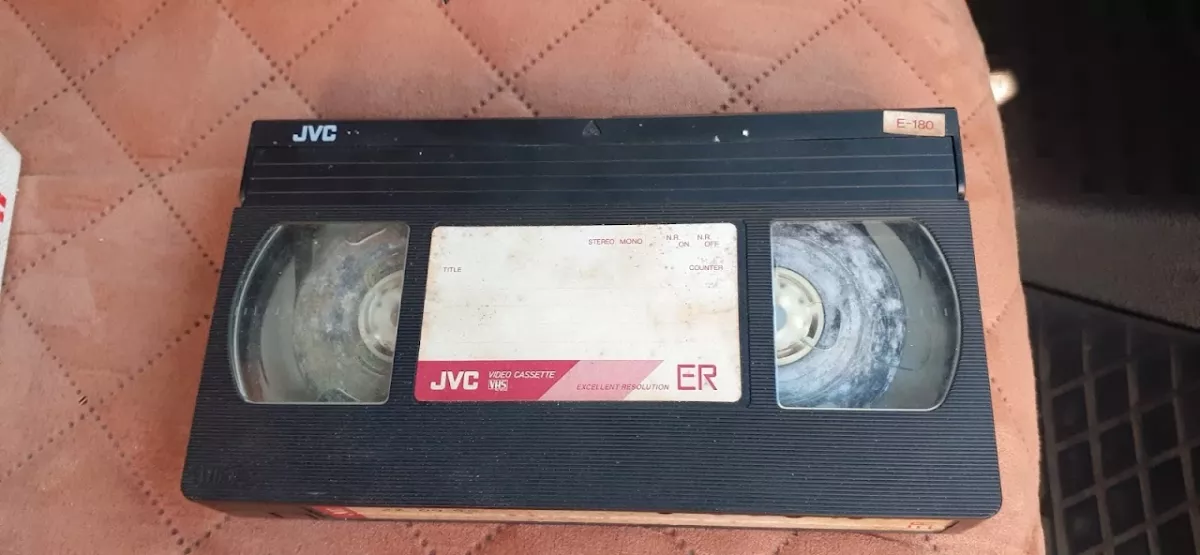 JVC
E-180
STEREO MONO N.R. ON N.R. OFF
TITLE
COUNTER
JVC VIDEO CASSETTE
VHS
EXCELLENT RESOLUTION
ER